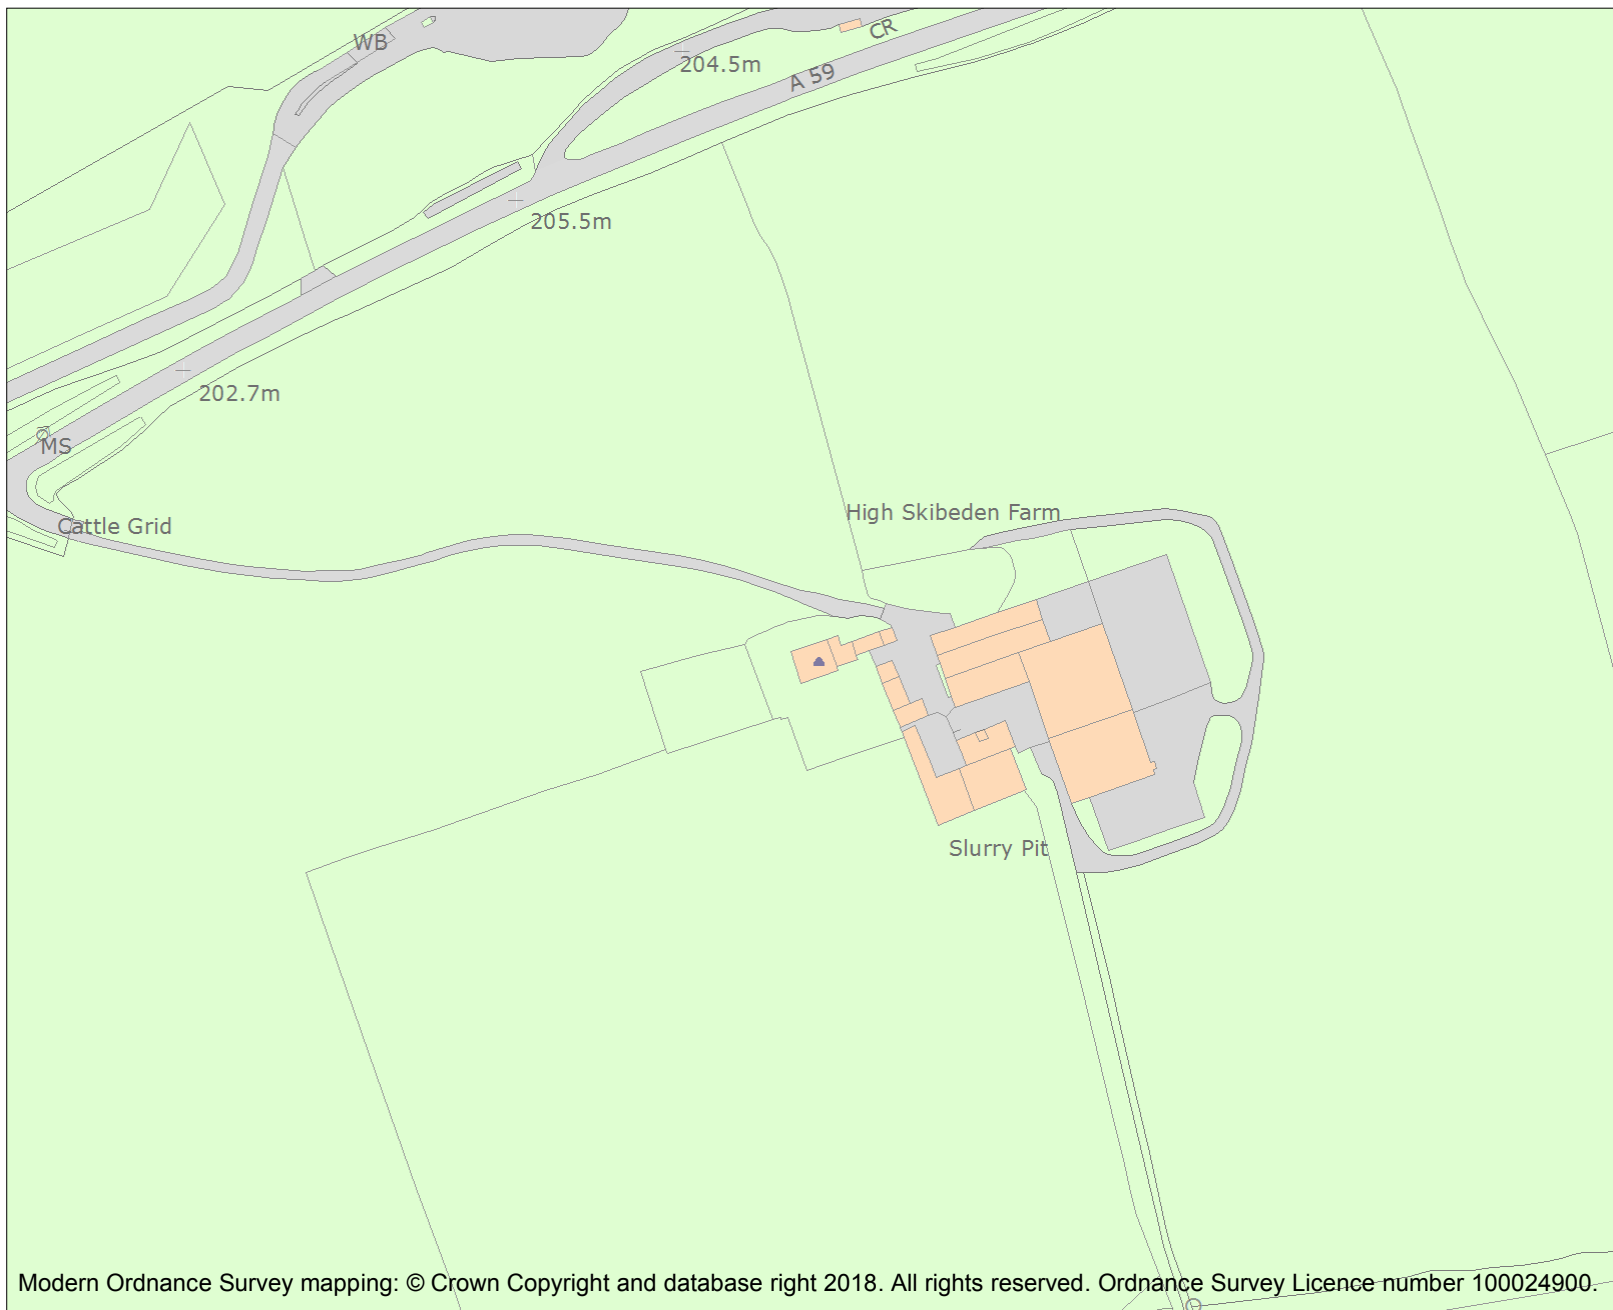 WB
CR
204.5m
A 59
205.5m
202.7m
MS
High Skibeden Farm
Cattle Grid
Slurry Pit
Modern Ordnance Survey mapping: © Crown Copyright and database right 2018. All rights reserved. Ordnance Survey Licence number 100024900.